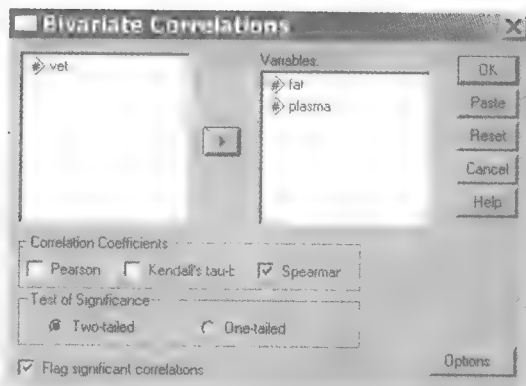 Bivariate Correlations
vet
Variables:
fat
plasma
OK
Paste
Reset
Cancel
Help
Correlation Coefficients
Pearson Kendall's tau-b Spearman
Test of Significance
Two-tailed One-tailed
Flag significant correlations
Options